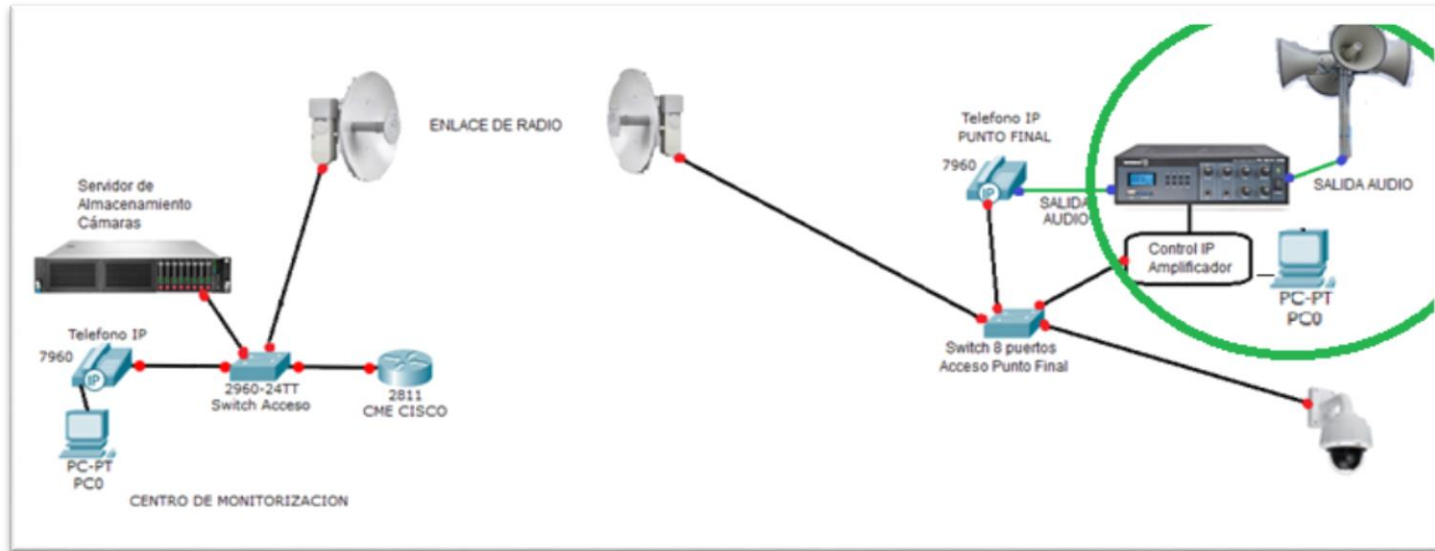 ENLACE DE RADIO
Servidor de
Almacenamiento
Cámaras
Telefono IP
7960
IP
PC-PT
PC0
2960-24TT
Switch Acceso
2811
CME CISCO
CENTRO DE MONITORIZACION
Telefono IP
PUNTO FINAL
7960
IP
SALIDA
AUDIO
SALIDA AUDIO
Control IP
Amplificador
PC-PT
PC0
Switch 8 puertos
Acceso Punto Final